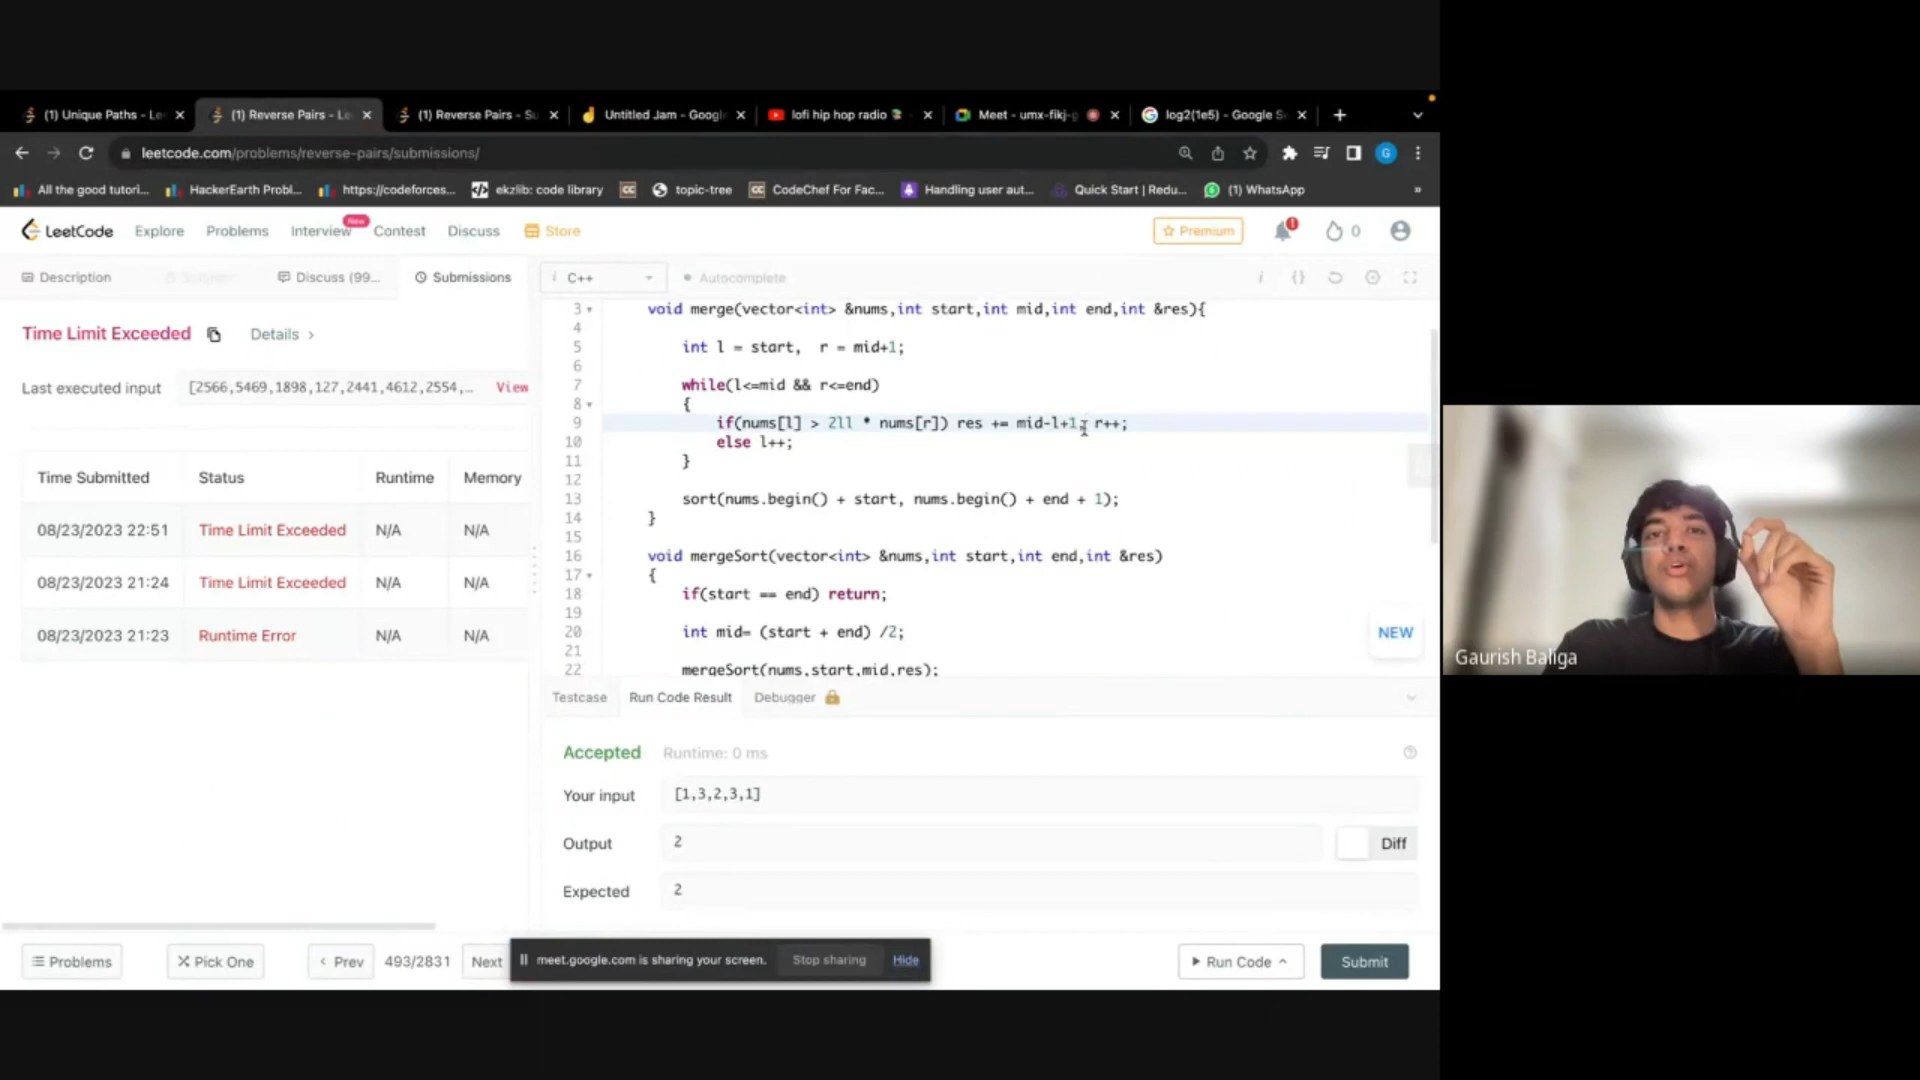 (1) Unique Paths - Le
(1) Reverse Pairs - Le
(1) Reverse Pairs - Su
Untitled Jam - Google
lofi hip hop radio
Meet - umx-fikj-g
log2(1e5) - Google S
leetcode.com/problems/reverse-pairs/submissions/
G
All the good tutori...
HackerEarth Probl...
https://codeforces...
ekzlib: code library
CC
topic-tree
CC
CodeChef For Fac...
Handling user aut...
Quick Start | Redu...
(1) WhatsApp
»
LeetCode
Explore
Problems
Interview
New
Contest
Discuss
Store
Premium
1
0
Description
Discuss (99...
Submissions
i C++
Autocomplete
Time Limit Exceeded
Details >
Last executed input
[2566,5469,1898,127,2441,4612,2554,...
View
Time Submitted Status Runtime Memory
08/23/2023 22:51 Time Limit Exceeded N/A N/A
08/23/2023 21:24 Time Limit Exceeded N/A N/A
08/23/2023 21:23 Runtime Error N/A N/A
3 void merge(vector<int> &nums,int start,int mid,int end,int &res){
4
5 int l = start, r = mid+1;
6
7 while(l<=mid && r<=end)
8 {
9 if(nums[l] > 2ll * nums[r]) res += mid-l+1, r++;
10 else l++;
11 }
12
13 sort(nums.begin() + start, nums.begin() + end + 1);
14 }
15
16 void mergeSort(vector<int> &nums,int start,int end,int &res)
17 {
18 if(start == end) return;
19
20 int mid= (start + end) /2;
21
22 mergeSort(nums,start,mid,res);
NEW
Testcase
Run Code Result
Debugger
Accepted
Runtime: 0 ms
Your input
[1,3,2,3,1]
Output
2
Diff
Expected
2
Problems
Pick One
< Prev
493/2831
Next
meet.google.com is sharing your screen.
Stop sharing
Hide
Run Code
Submit
Gaurish Baliga